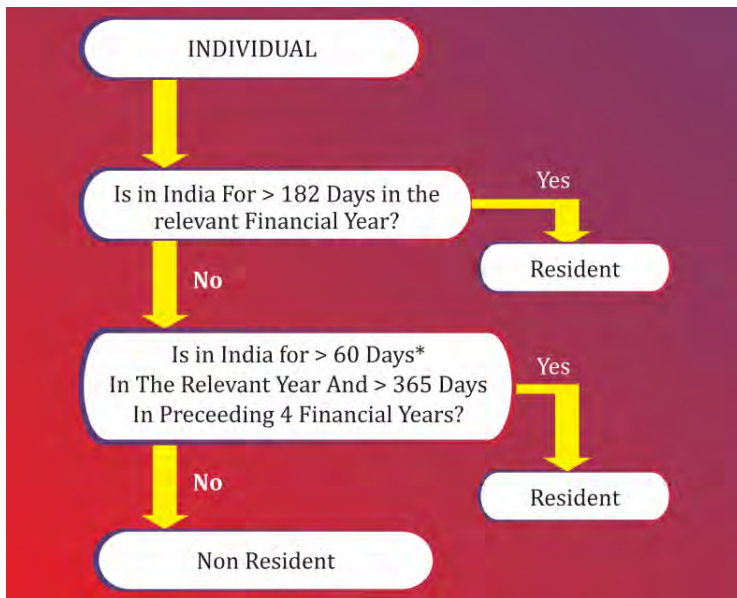 INDIVIDUAL
Is in India For > 182 Days in the
relevant Financial Year?
Yes
Resident
No
Is in India for > 60 Days*
In The Relevant Year And > 365 Days
In Preceeding 4 Financial Years?
Yes
Resident
No
Non Resident